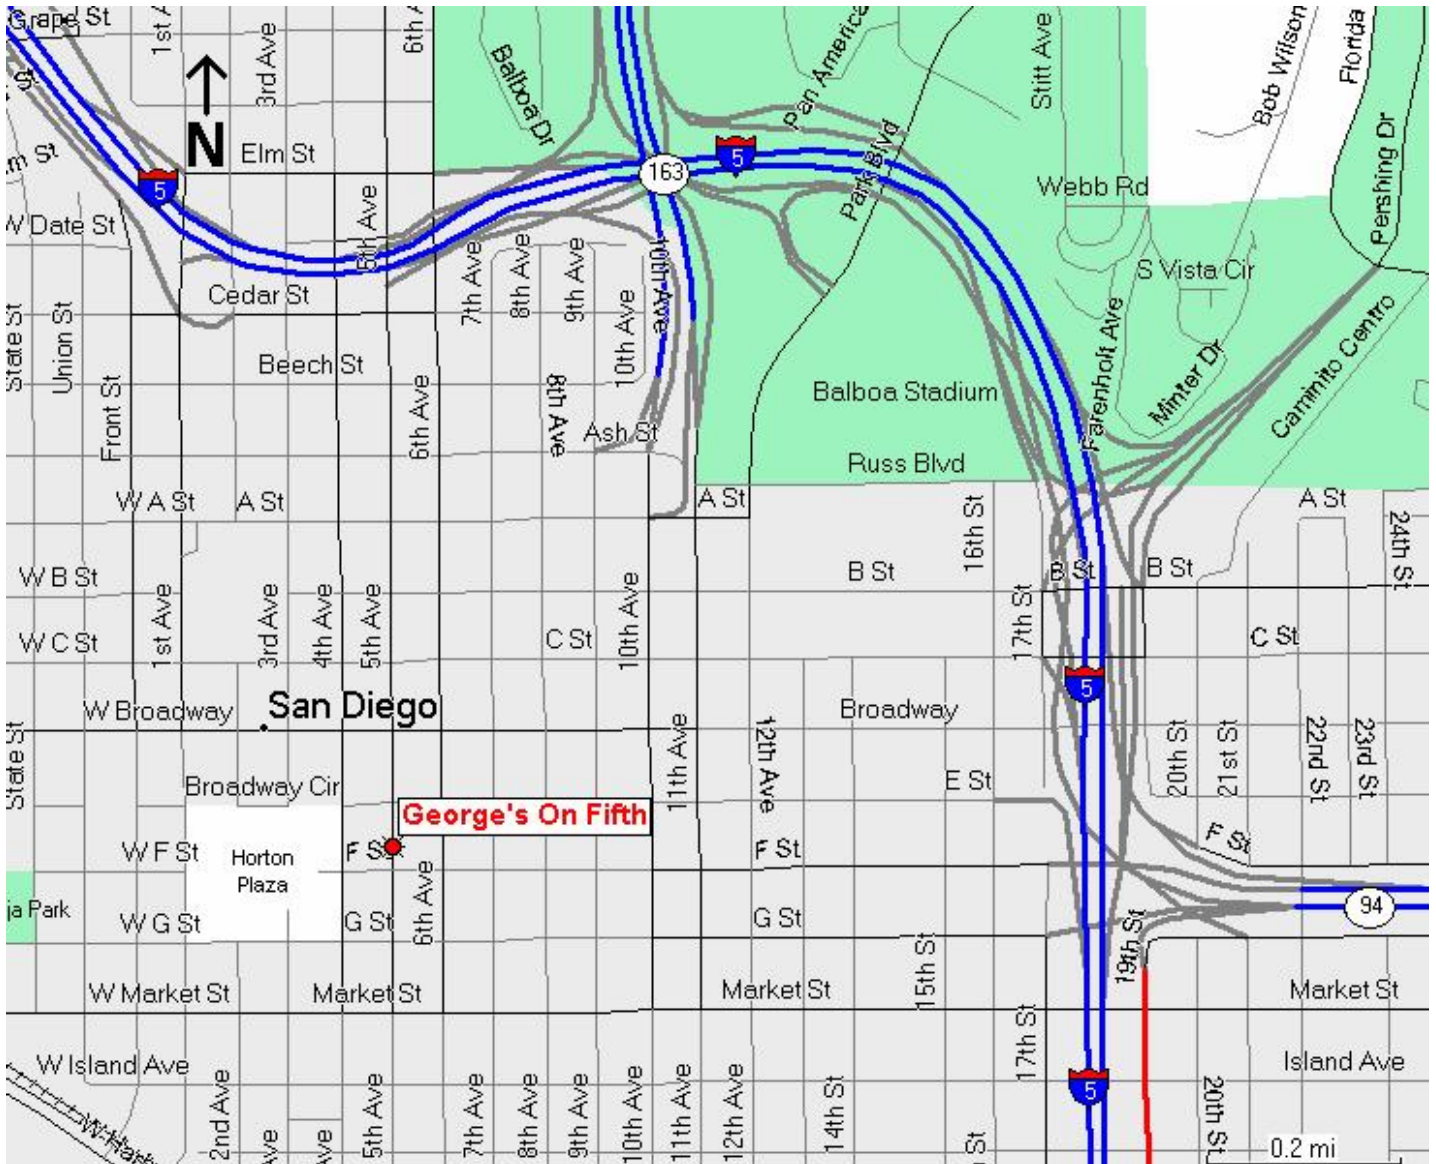 Grape St
1st A
3rd Ave
6th A
Balboa Dr
Pan America
Stitt Ave
Bob Wilson
Florida
Pershing Dr
N
Elm St
m St
5
5
163
Park Blvd
Webb Rd
W Date St
5th Ave
7th Ave
8th Ave
9th Ave
10th Ave
10th Ave
S Vista Cir
Cedar St
State St
Union St
Beech St
Front St
6th Ave
8th Ave
Ash St
Balboa Stadium
Farenholt Ave
Minter Dr
Caminito Centro
Russ Blvd
W A St
A St
A St
A St
16th St
24th St
W B St
B St
B St
B St
W C St
1st Ave
3rd Ave
4th Ave
5th Ave
C St
10th Ave
17th St
C St
5
W Broadway
San Diego
Broadway
State St
11th Ave
12th Ave
20th St
21st St
22nd St
23rd St
Broadway Cir
E St
George's On Fifth
W F St
Horton
Plaza
F S
F St
F St
6th Ave
ja Park
W G St
G St
G St
94
15th St
19th St
W Market St
Market St
Market St
Market St
W Island Ave
17th St
Island Ave
5
2nd Ave
Ave
Ave
5th Ave
7th Ave
8th Ave
9th Ave
10th Ave
11th Ave
12th Ave
14th St
St
20th St
W Harb
0.2 mi